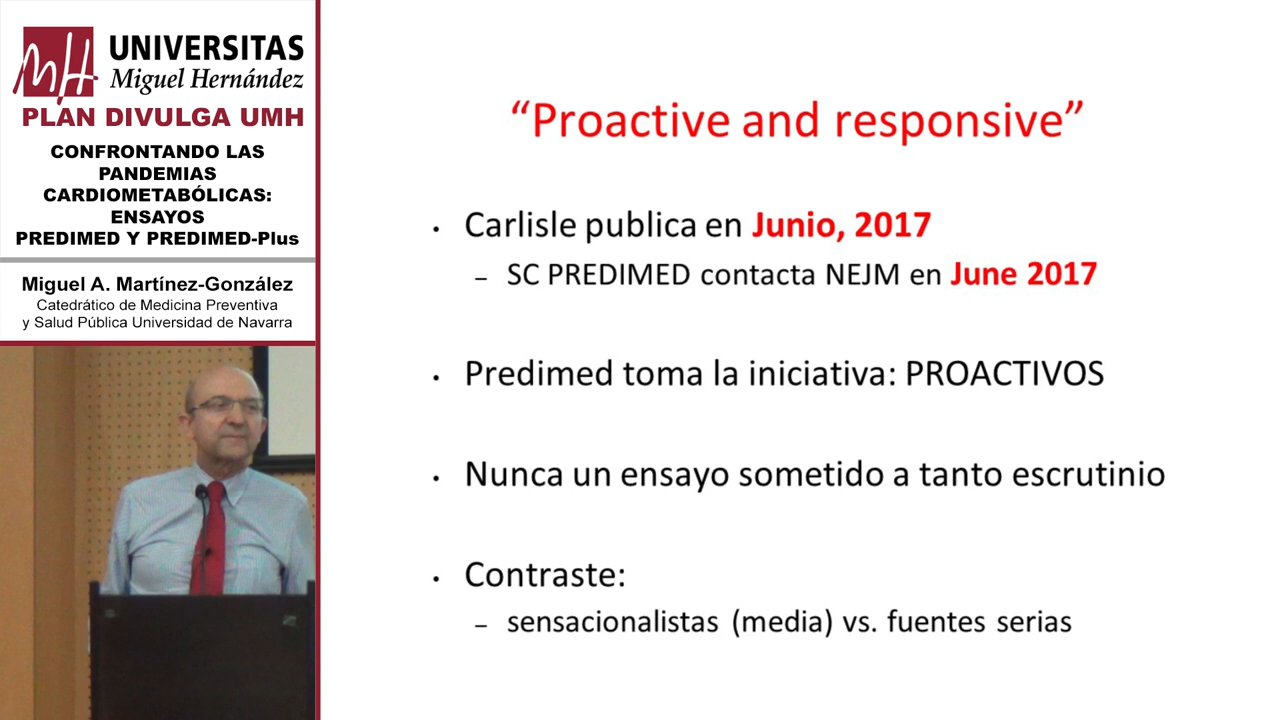 UNIVERSITAS
Miguel Hernández
PLAN DIVULGA UMH
CONFRONTANDO LAS
PANDEMIAS
CARDIOMETABÓLICAS:
ENSAYOS
PREDIMED Y PREDIMED-Plus
Miguel A. Martínez-González
Catedrático de Medicina Preventiva
y Salud Pública Universidad de Navarra
“Proactive and responsive”
• Carlisle publica en Junio, 2017
– SC PREDIMED contacta NEJM en June 2017
• Predimed toma la iniciativa: PROACTIVOS
• Nunca un ensayo sometido a tanto escrutinio
• Contraste:
– sensacionalistas (media) vs. fuentes serias